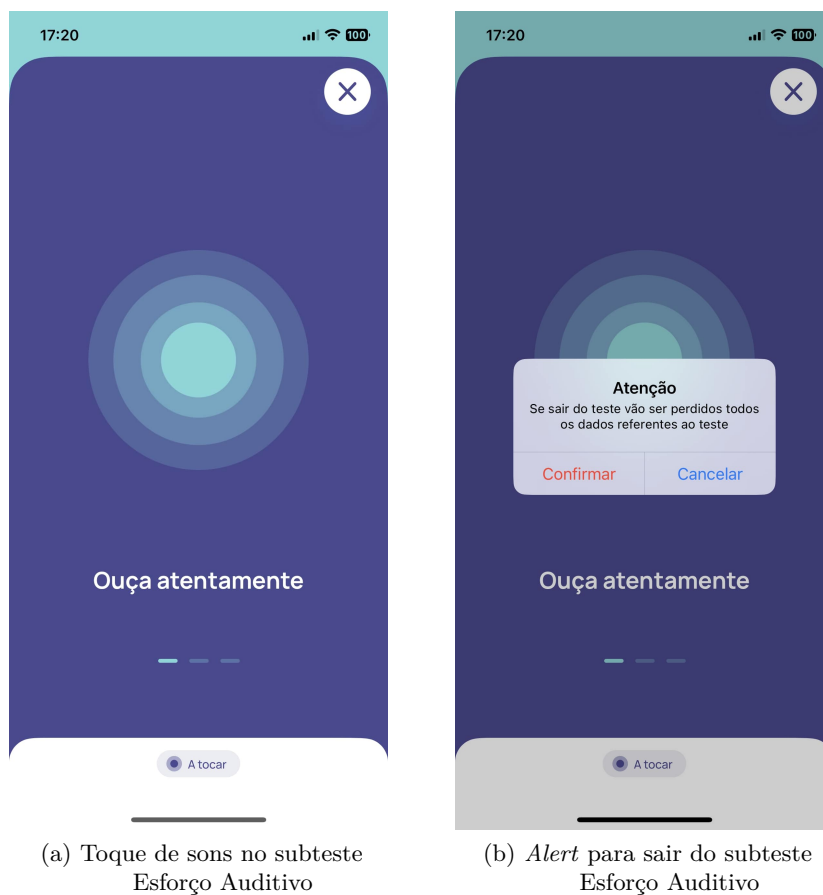 17:20
100
Ouça atentamente
A tocar
(a) Toque de sons no subteste
Esforço Auditivo
17:20
100
Atenção
Se sair do teste vão ser perdidos todos
os dados referentes ao teste
Confirmar
Cancelar
Ouça atentamente
A tocar
(b) Alert para sair do subteste
Esforço Auditivo